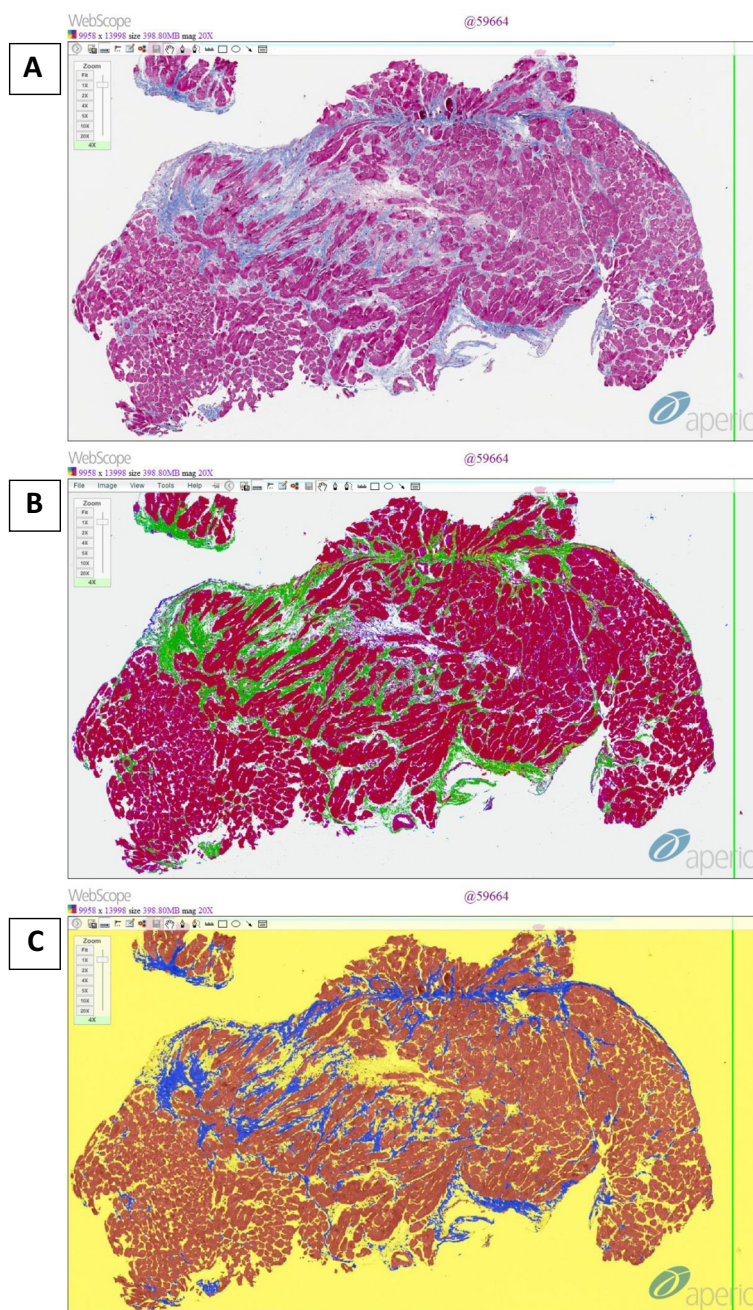 WebScope
@59664
9958 x 13998 size 398.80MB mag 20X
A
Zoom
Fit
1X
2X
4X
8X
10X
20X
4X
aperio
WebScope
@59664
9958 x 13998 size 398.80MB mag 20X
B
File Image View Tools Help
Zoom
Fit
1X
2X
4X
8X
10X
20X
4X
aperio
WebScope
@59664
9958 x 13998 size 398.80MB mag 20X
C
Zoom
Fit
1X
2X
4X
8X
10X
20X
4X
aperio